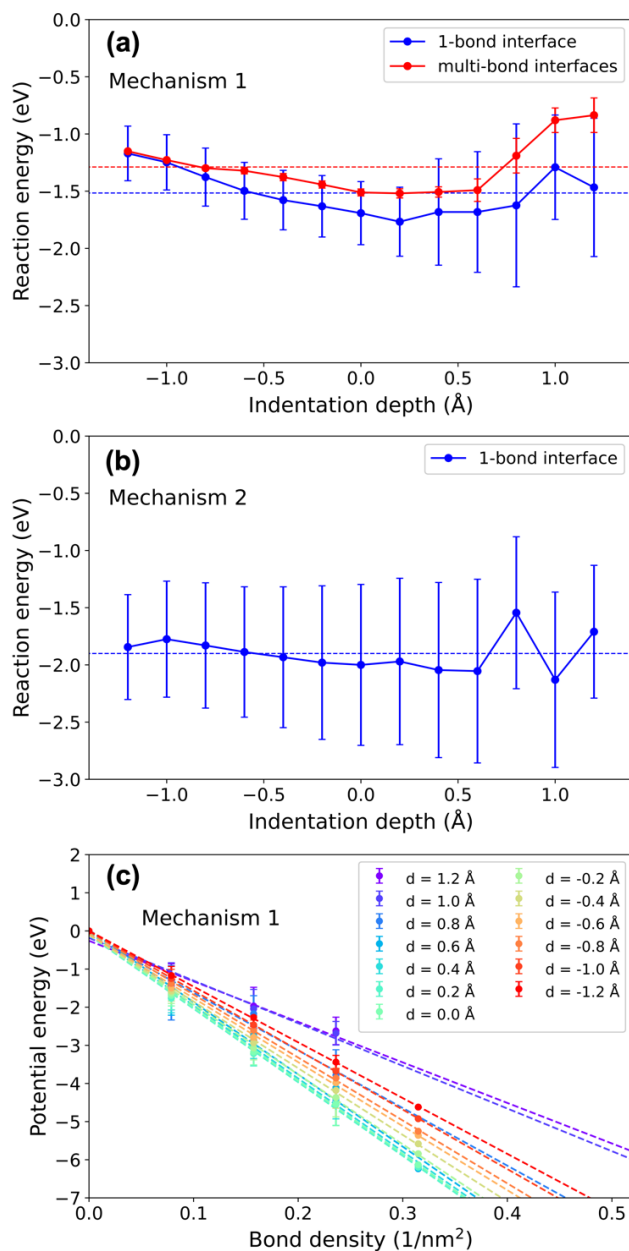 (a)
Mechanism 1
1-bond interface
multi-bond interfaces
Reaction energy (eV)
0.0
−0.5
−1.0
−1.5
−2.0
−2.5
−3.0
−1.0 −0.5 0.0 0.5 1.0
Indentation depth (Å)
(b)
Mechanism 2
1-bond interface
Reaction energy (eV)
0.0
−0.5
−1.0
−1.5
−2.0
−2.5
−3.0
−1.0 −0.5 0.0 0.5 1.0
Indentation depth (Å)
(c)
Mechanism 1
d = 1.2 Å
d = 1.0 Å
d = 0.8 Å
d = 0.6 Å
d = 0.4 Å
d = 0.2 Å
d = 0.0 Å
d = -0.2 Å
d = -0.4 Å
d = -0.6 Å
d = -0.8 Å
d = -1.0 Å
d = -1.2 Å
Potential energy (eV)
2
1
0
−1
−2
−3
−4
−5
−6
−7
0.0 0.1 0.2 0.3 0.4 0.5
Bond density (1/nm²)